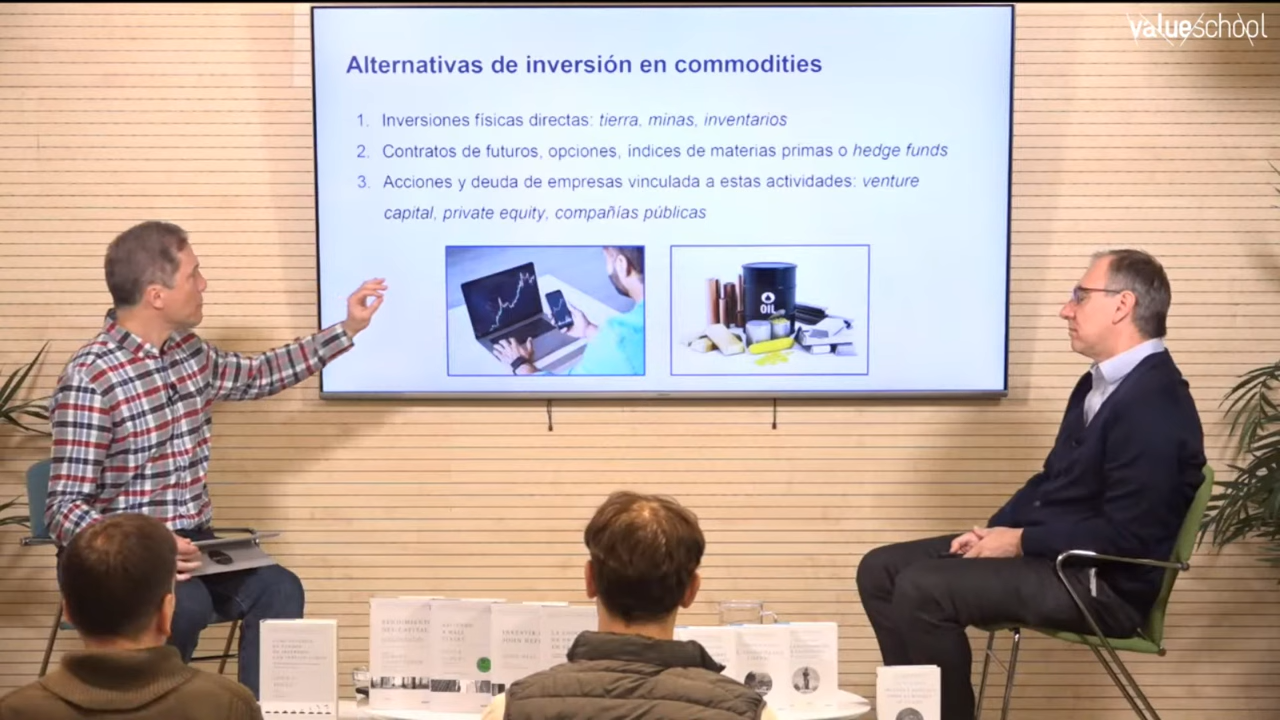 valueschool
Alternativas de inversión en commodities
1. Inversiones físicas directas: tierra, minas, inventarios
2. Contratos de futuros, opciones, índices de materias primas o hedge funds
3. Acciones y deuda de empresas vinculada a estas actividades: venture
capital, private equity, compañías públicas
OIL